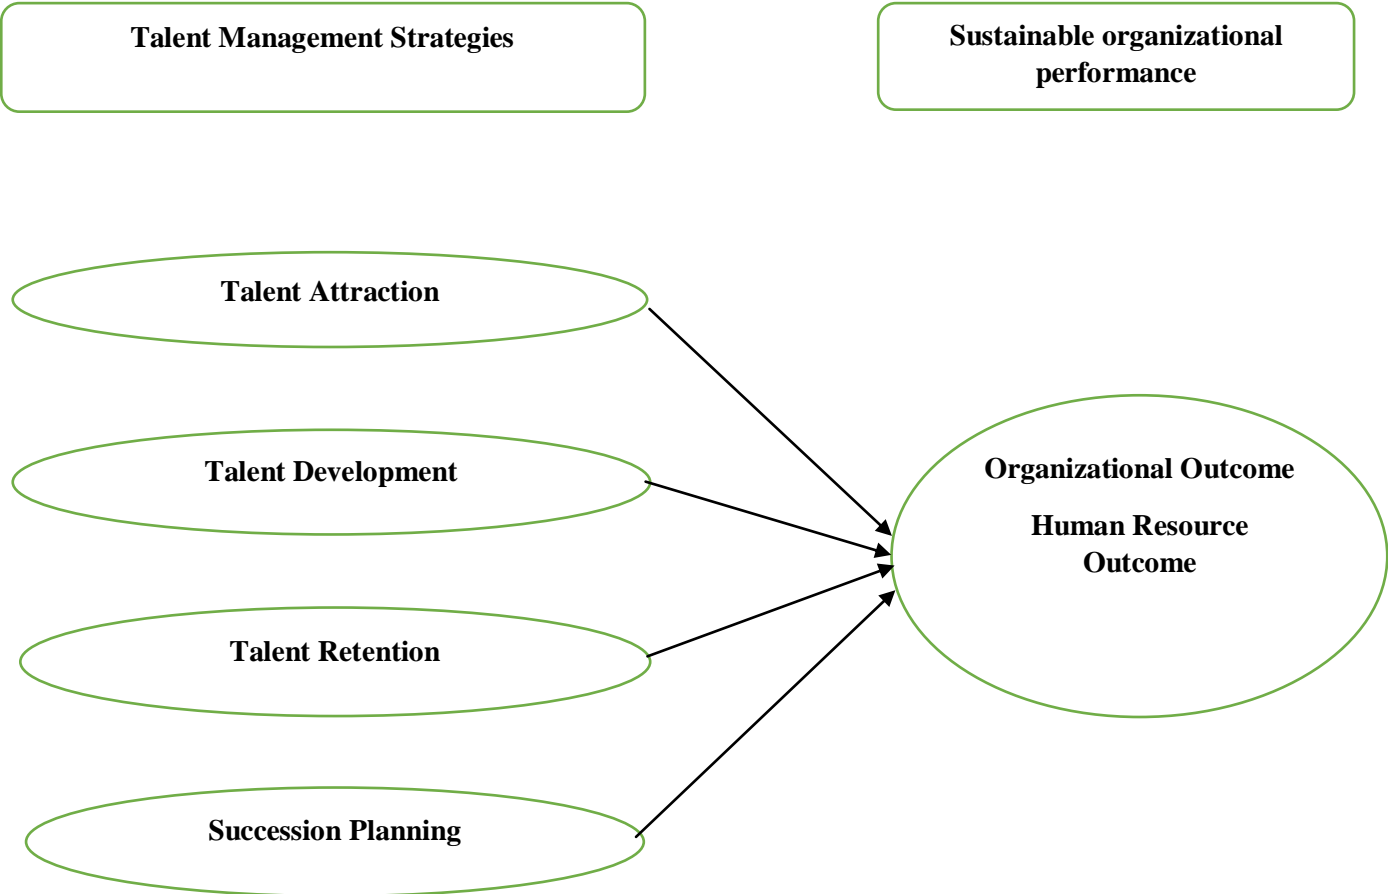 Talent Management Strategies
Sustainable organizational
performance
Talent Attraction
Talent Development
Organizational Outcome
Human Resource
Outcome
Talent Retention
Succession Planning